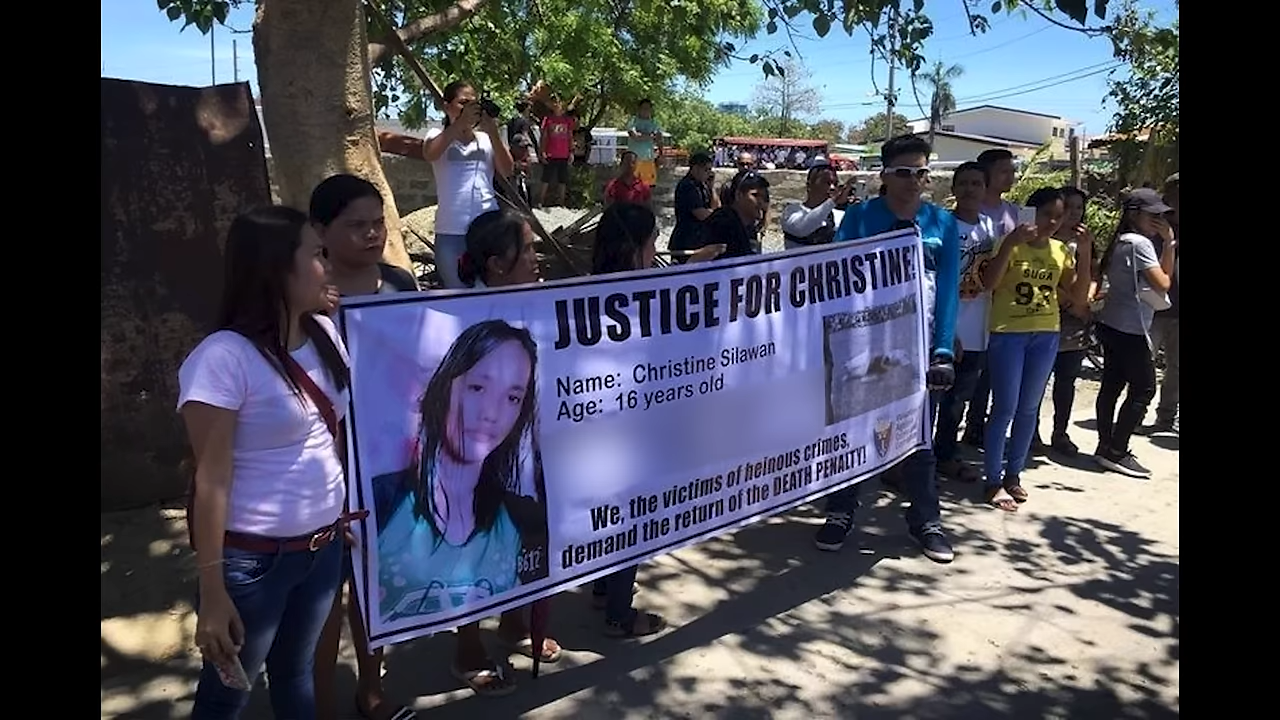 JUSTICE FOR CHRISTINE!
Name: Christine Silawan
Age: 16 years old
We, the victims of heinous crimes,
demand the return of the DEATH PENALTY!
B612
SUGA
93